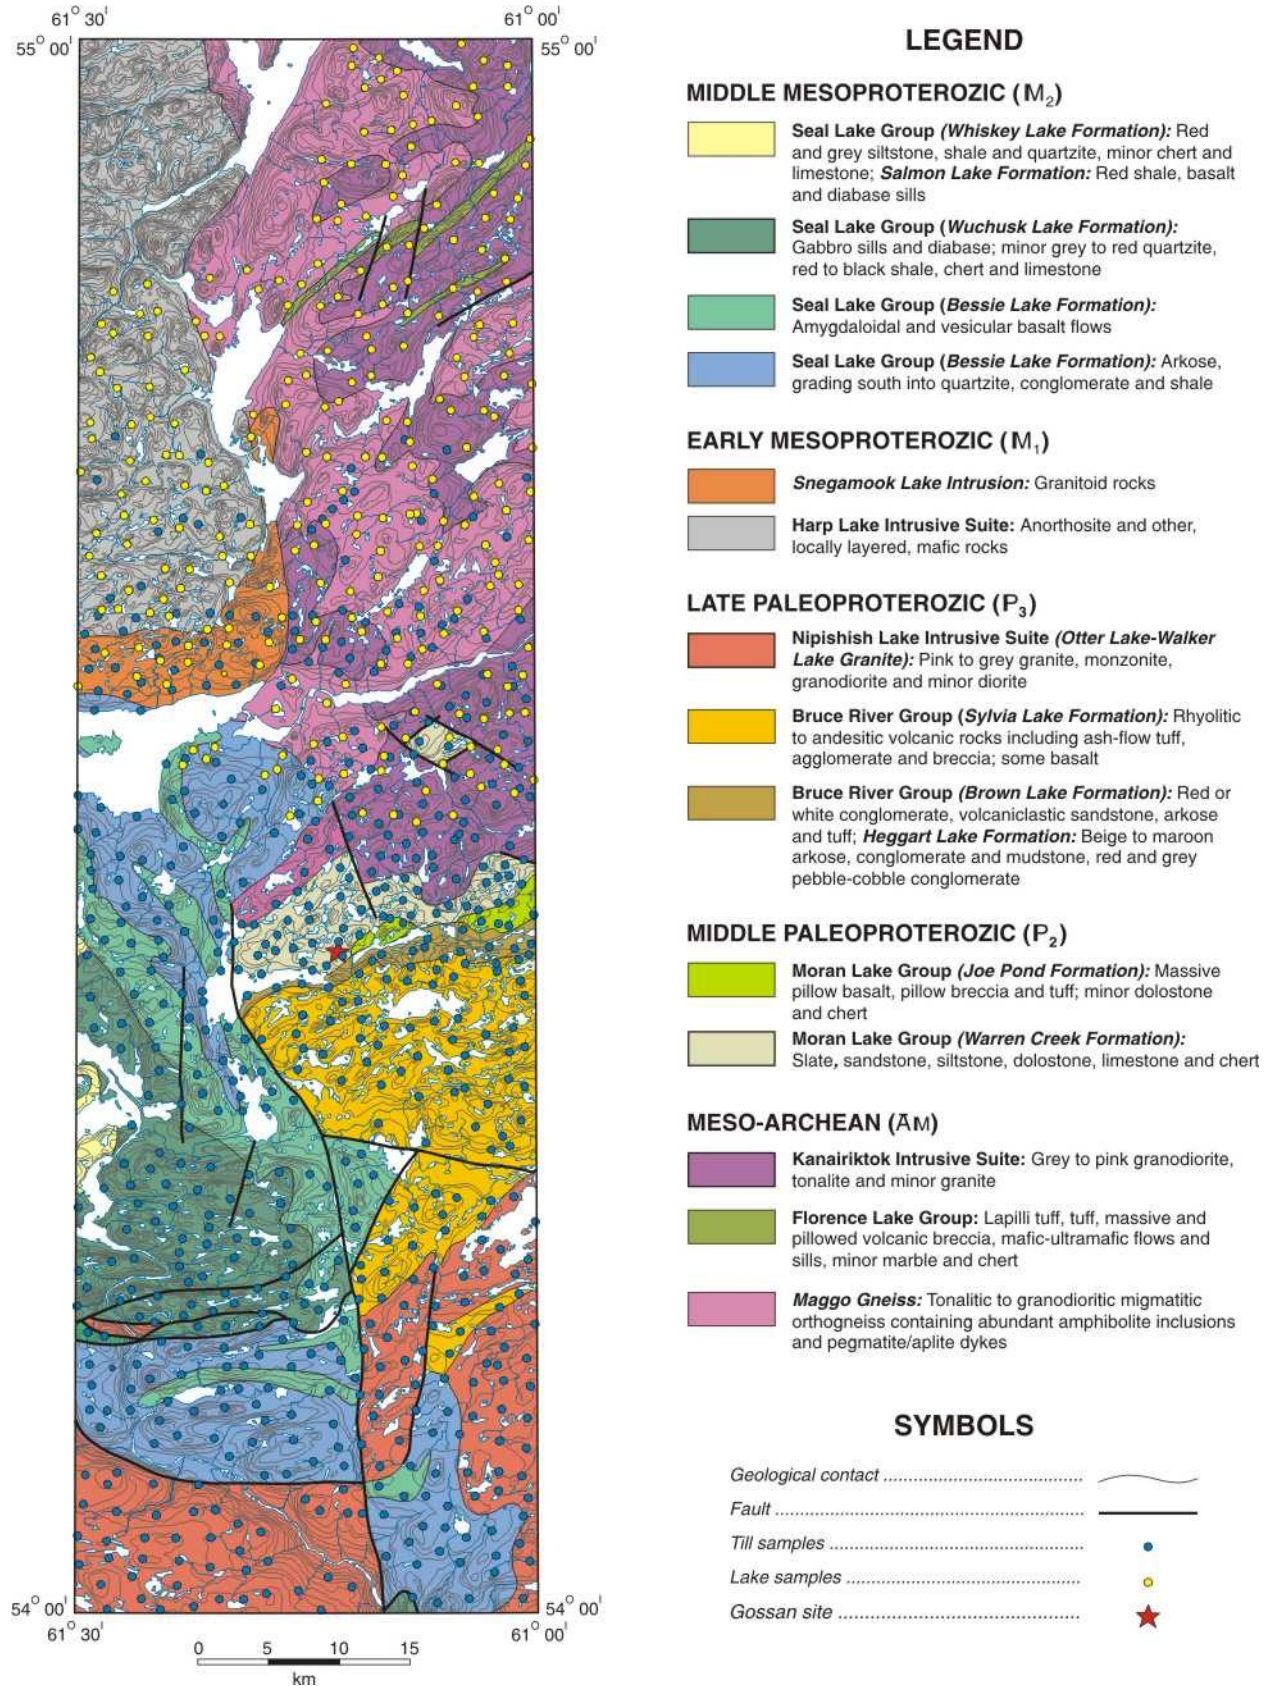 61° 30'
61° 00'
55° 00'
55° 00'
54° 00'
54° 00'
61° 30'
61° 00'
0 5 10 15
km
LEGEND
MIDDLE MESOPROTEROZIC (M₂)
Seal Lake Group (Whiskey Lake Formation): Red
and grey siltstone, shale and quartzite, minor chert and
limestone; Salmon Lake Formation: Red shale, basalt
and diabase sills
Seal Lake Group (Wuchusk Lake Formation):
Gabbro sills and diabase; minor grey to red quartzite,
red to black shale, chert and limestone
Seal Lake Group (Bessie Lake Formation):
Amygdaloidal and vesicular basalt flows
Seal Lake Group (Bessie Lake Formation): Arkose,
grading south into quartzite, conglomerate and shale
EARLY MESOPROTEROZIC (M₁)
Snegamook Lake Intrusion: Granitoid rocks
Harp Lake Intrusive Suite: Anorthosite and other,
locally layered, mafic rocks
LATE PALEOPROTEROZIC (P₃)
Nipishish Lake Intrusive Suite (Otter Lake-Walker
Lake Granite): Pink to grey granite, monzonite,
granodiorite and minor diorite
Bruce River Group (Sylvia Lake Formation): Rhyolitic
to andesitic volcanic rocks including ash-flow tuff,
agglomerate and breccia; some basalt
Bruce River Group (Brown Lake Formation): Red or
white conglomerate, volcaniclastic sandstone, arkose
and tuff; Heggart Lake Formation: Beige to maroon
arkose, conglomerate and mudstone, red and grey
pebble-cobble conglomerate
MIDDLE PALEOPROTEROZIC (P₂)
Moran Lake Group (Joe Pond Formation): Massive
pillow basalt, pillow breccia and tuff; minor dolostone
and chert
Moran Lake Group (Warren Creek Formation):
Slate, sandstone, siltstone, dolostone, limestone and chert
MESO-ARCHEAN (ĀM)
Kanairiktok Intrusive Suite: Grey to pink granodiorite,
tonalite and minor granite
Florence Lake Group: Lapilli tuff, tuff, massive and
pillowed volcanic breccia, mafic-ultramafic flows and
sills, minor marble and chert
Maggo Gneiss: Tonalitic to granodioritic migmatitic
orthogneiss containing abundant amphibolite inclusions
and pegmatite/aplite dykes
SYMBOLS
Geological contact
Fault
Till samples
Lake samples
Gossan site